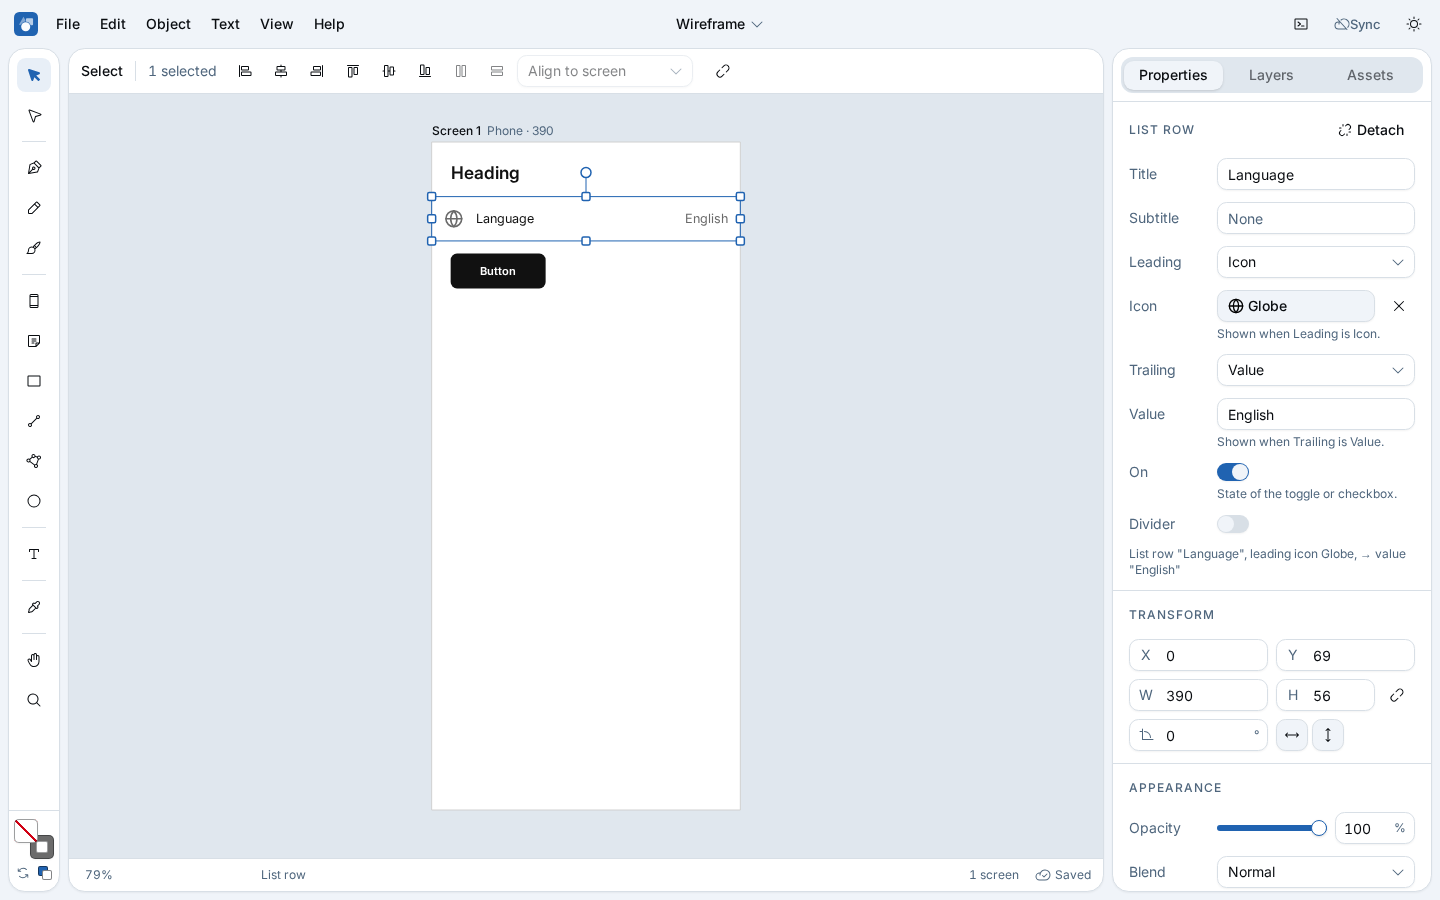 File Edit Object Text View Help
Wireframe
Sync
Select
1 selected
Align to screen
Properties Layers Assets
Screen 1 Phone · 390
Heading
Language English
Button
LIST ROW
Detach
Title Language
Subtitle None
Leading Icon
Icon Globe
Shown when Leading is Icon.
Trailing Value
Value English
Shown when Trailing is Value.
On
State of the toggle or checkbox.
Divider
List row "Language", leading icon Globe, → value
"English"
TRANSFORM
X 0 Y 69
W 390 H 56
0 °
APPEARANCE
Opacity 100 %
Blend Normal
79% List row 1 screen Saved